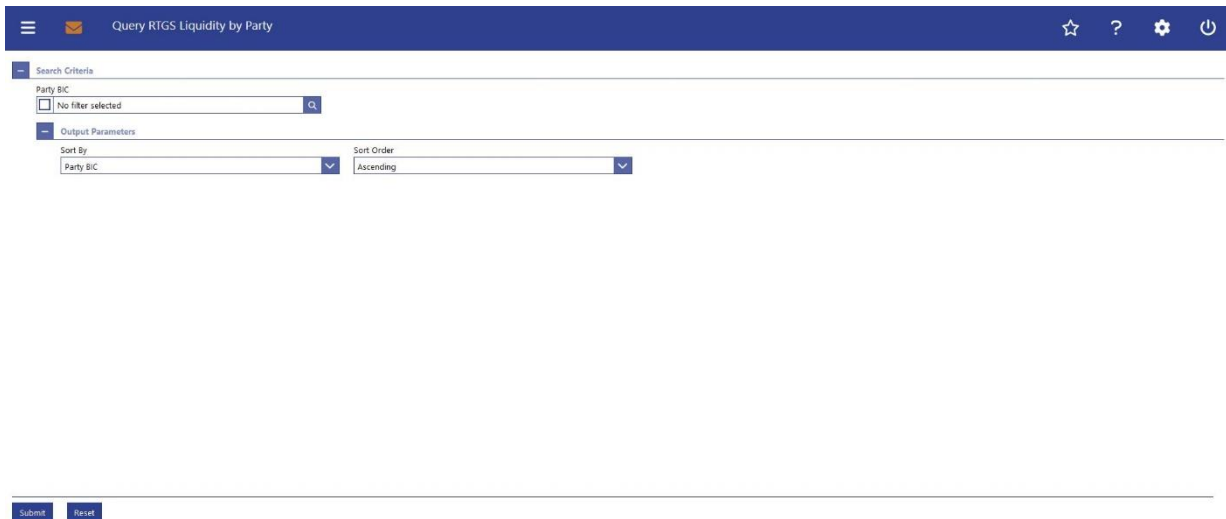 Query RTGS Liquidity by Party
?
Search Criteria
Party BIC
No filter selected
Output Parameters
Sort By Sort Order
Party BIC Ascending
Submit Reset